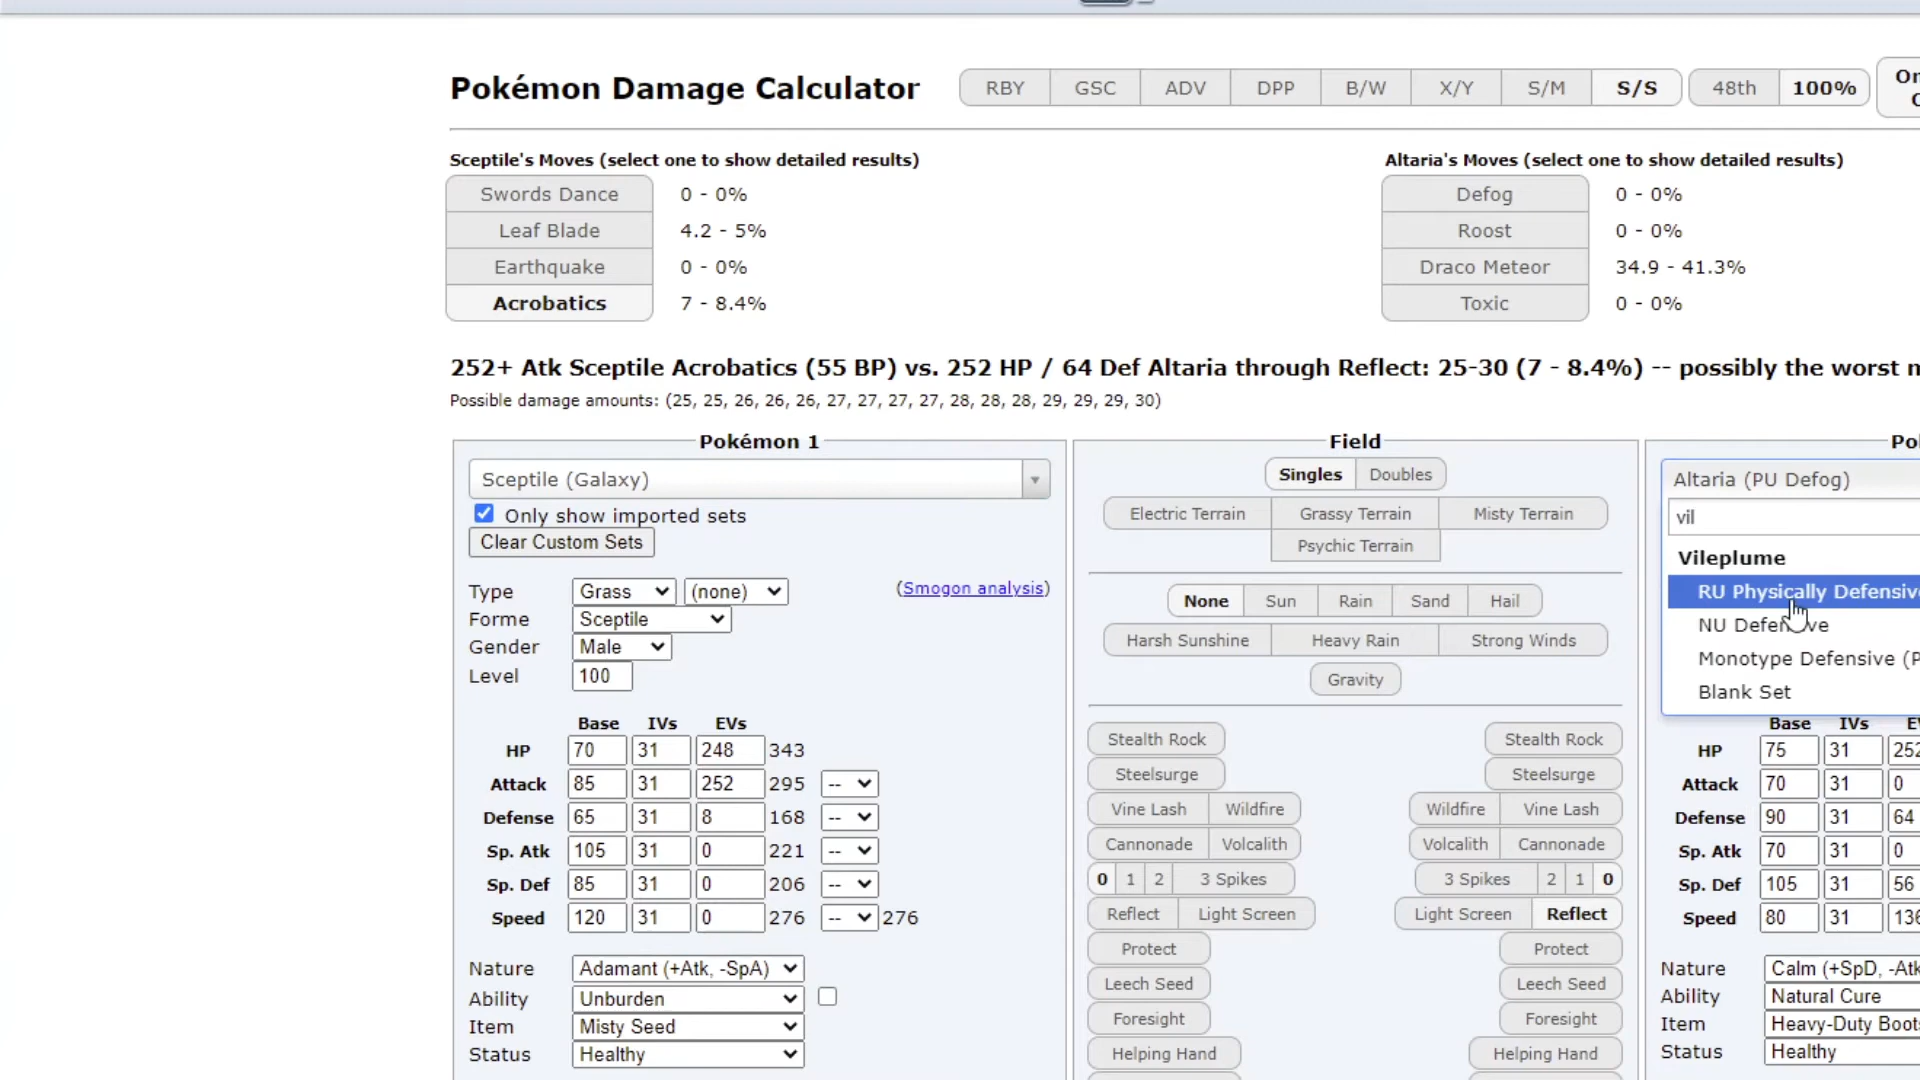 Pokémon Damage Calculator
RBY GSC ADV DPP B/W X/Y S/M S/S 48th 100%
Sceptile's Moves (select one to show detailed results)
Swords Dance 0 - 0%
Leaf Blade 4.2 - 5%
Earthquake 0 - 0%
Acrobatics 7 - 8.4%
Altaria's Moves (select one to show detailed results)
Defog 0 - 0%
Roost 0 - 0%
Draco Meteor 34.9 - 41.3%
Toxic 0 - 0%
252+ Atk Sceptile Acrobatics (55 BP) vs. 252 HP / 64 Def Altaria through Reflect: 25-30 (7 - 8.4%) -- possibly the worst
Possible damage amounts: (25, 25, 26, 26, 26, 27, 27, 27, 27, 28, 28, 28, 29, 29, 29, 30)
Pokémon 1
Sceptile (Galaxy)
Only show imported sets
Clear Custom Sets
Type Grass (none) (Smogon analysis)
Forme Sceptile
Gender Male
Level 100
Base IVs EVs
HP 70 31 248 343
Attack 85 31 252 295 --
Defense 65 31 8 168 --
Sp. Atk 105 31 0 221 --
Sp. Def 85 31 0 206 --
Speed 120 31 0 276 -- 276
Nature Adamant (+Atk, -SpA)
Ability Unburden
Item Misty Seed
Status Healthy
Field
Singles Doubles
Electric Terrain Grassy Terrain Misty Terrain
Psychic Terrain
None Sun Rain Sand Hail
Harsh Sunshine Heavy Rain Strong Winds
Gravity
Stealth Rock Stealth Rock
Steelsurge Steelsurge
Vine Lash Wildfire Wildfire Vine Lash
Cannonade Volcalith Volcalith Cannonade
0 1 2 3 Spikes 3 Spikes 2 1 0
Reflect Light Screen Light Screen Reflect
Protect Protect
Leech Seed Leech Seed
Foresight Foresight
Helping Hand Helping Hand
Altaria (PU Defog)
vil
Vileplume
RU Physically Defensive
NU Defensive
Monotype Defensive (P
Blank Set
Base IVs
HP 75 31 252
Attack 70 31 0
Defense 90 31 64
Sp. Atk 70 31 0
Sp. Def 105 31 56
Speed 80 31 136
Nature Calm (+SpD, -Atk
Ability Natural Cure
Item Heavy-Duty Boots
Status Healthy